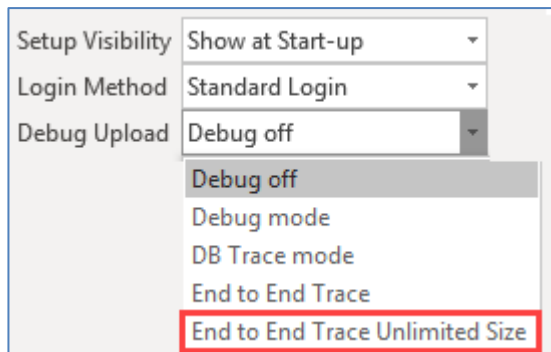 Setup Visibility Show at Start-up
Login Method Standard Login
Debug Upload Debug off
Debug off
Debug mode
DB Trace mode
End to End Trace
End to End Trace Unlimited Size